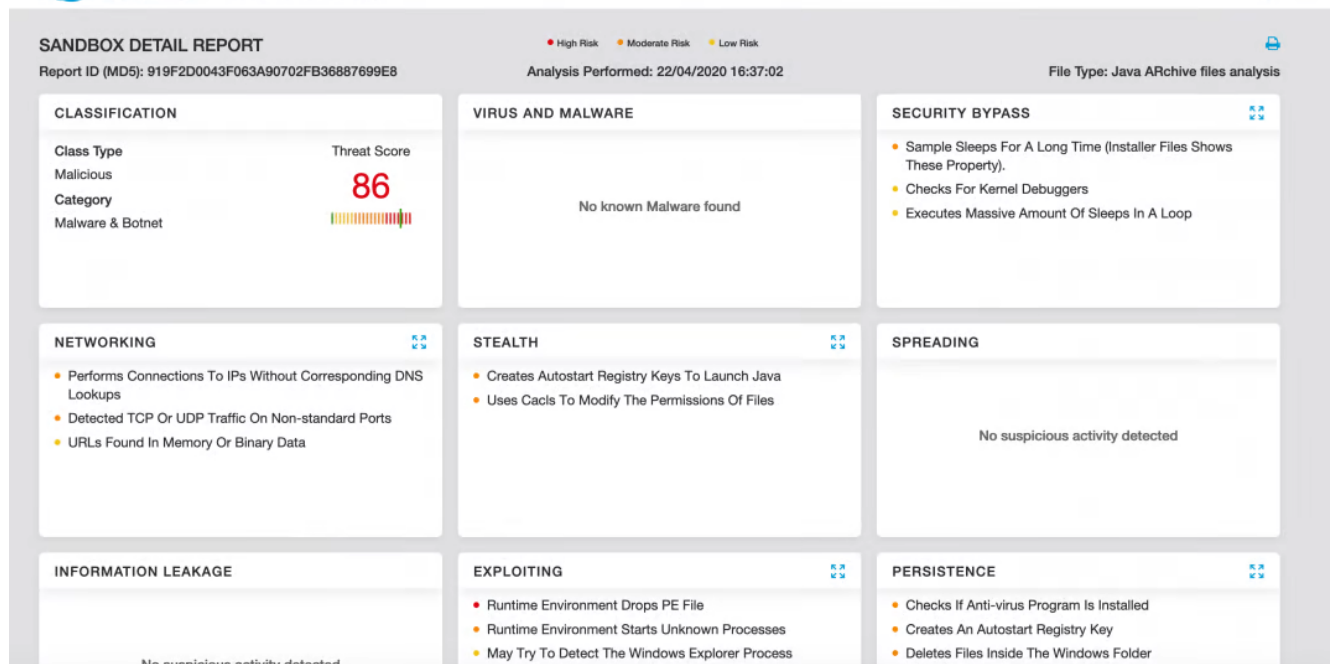 SANDBOX DETAIL REPORT
High Risk Moderate Risk Low Risk
Report ID (MD5): 919F2D0043F063A90702FB36887699E8
Analysis Performed: 22/04/2020 16:37:02
File Type: Java ARchive files analysis
CLASSIFICATION
Class Type
Malicious
Category
Malware & Botnet
Threat Score
86
VIRUS AND MALWARE
No known Malware found
SECURITY BYPASS
Sample Sleeps For A Long Time (Installer Files Shows
These Property).
Checks For Kernel Debuggers
Executes Massive Amount Of Sleeps In A Loop
NETWORKING
Performs Connections To IPs Without Corresponding DNS
Lookups
Detected TCP Or UDP Traffic On Non-standard Ports
URLs Found In Memory Or Binary Data
STEALTH
Creates Autostart Registry Keys To Launch Java
Uses Cacls To Modify The Permissions Of Files
SPREADING
No suspicious activity detected
INFORMATION LEAKAGE
No suspicious activity detected
EXPLOITING
Runtime Environment Drops PE File
Runtime Environment Starts Unknown Processes
May Try To Detect The Windows Explorer Process
PERSISTENCE
Checks If Anti-virus Program Is Installed
Creates An Autostart Registry Key
Deletes Files Inside The Windows Folder